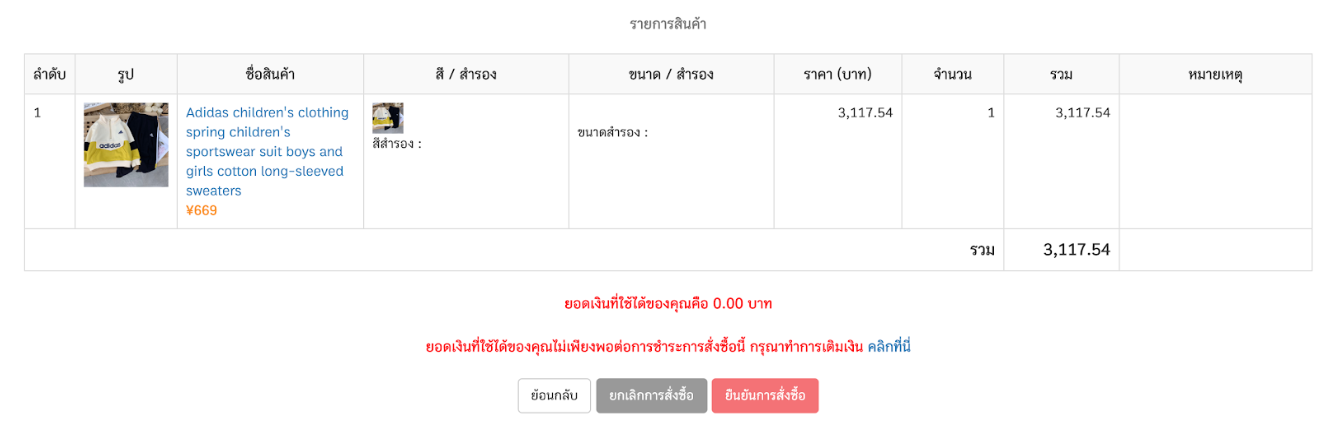 รายการสินค้า
ลำดับ รูป ชื่อสินค้า สี / สำรอง ขนาด / สำรอง ราคา (บาท) จำนวน รวม หมายเหตุ
1 Adidas children's clothing 3,117.54 1 3,117.54
spring children's
sportswear suit boys and
girls cotton long-sleeved
sweaters
¥669
adidas
สีสำรอง :
ขนาดสำรอง :
รวม 3,117.54
ยอดเงินที่ใช้ได้ของคุณคือ 0.00 บาท
ยอดเงินที่ใช้ได้ของคุณไม่เพียงพอต่อการชำระการสั่งซื้อนี้ กรุณาทำการเติมเงิน คลิกที่นี่
ย้อนกลับ ยกเลิกการสั่งซื้อ ยืนยันการสั่งซื้อ